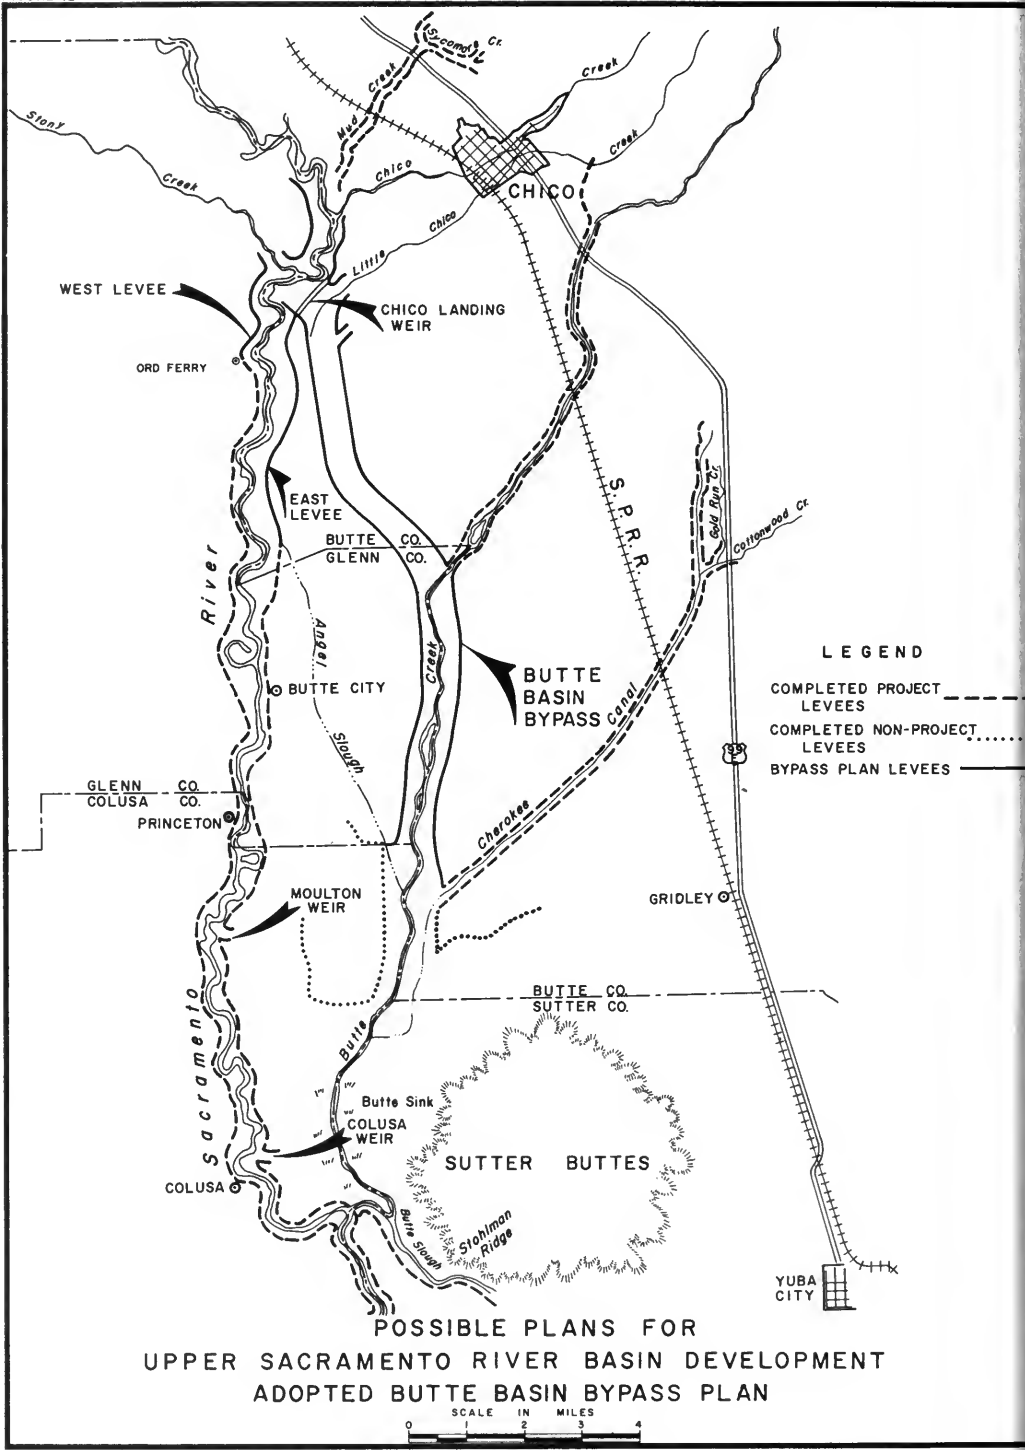 Sycamore Cr.
Creek
Mud Creek
Stony
Creek
Creek
Chico
CHICO
Creek
Little Chico
WEST LEVEE
CHICO LANDING
WEIR
ORD FERRY
EAST
LEVEE
S. P. R. R.
Gold Run Cr.
Cottonwood Cr.
BUTTE CO.
GLENN CO.
River
Angel
Creek
BUTTE CITY
BUTTE
BASIN
BYPASS
Canal
LEGEND
COMPLETED PROJECT
LEVEES
COMPLETED NON-PROJECT
LEVEES
BYPASS PLAN LEVEES
Slough
99
E
GLENN CO.
COLUSA CO.
PRINCETON
Cherokee
MOULTON
WEIR
GRIDLEY
BUTTE CO.
SUTTER CO.
Sacramento
Butte
Butte Sink
COLUSA
WEIR
SUTTER BUTTES
COLUSA
Butte Slough
Stohlman
Ridge
YUBA
CITY
POSSIBLE PLANS FOR
UPPER SACRAMENTO RIVER BASIN DEVELOPMENT
ADOPTED BUTTE BASIN BYPASS PLAN
SCALE IN MILES
0 1 2 3 4